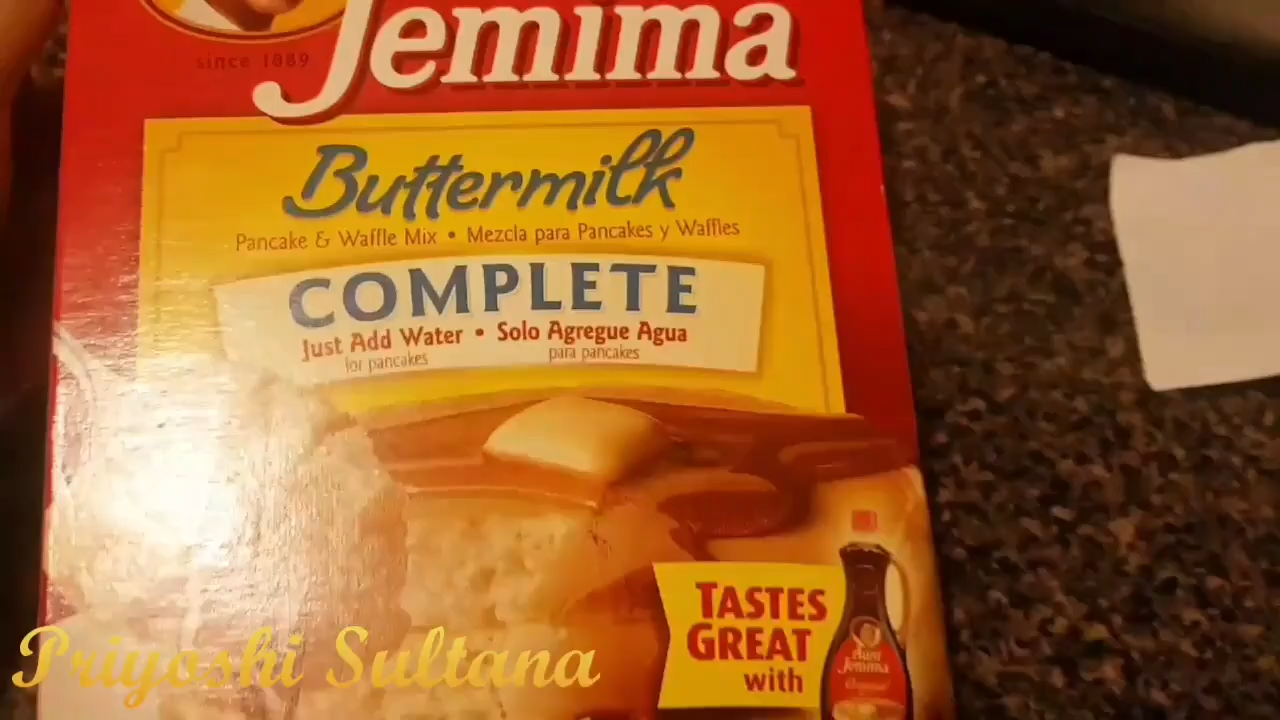 Jemima
since 1889
Buttermilk
Pancake & Waffle Mix • Mezcla para Pancakes y Waffles
COMPLETE
Just Add Water • Solo Agregue Agua
for pancakes para pancakes
TASTES
GREAT
with
Aunt
Jemima
Original
Priyoshi Sultana